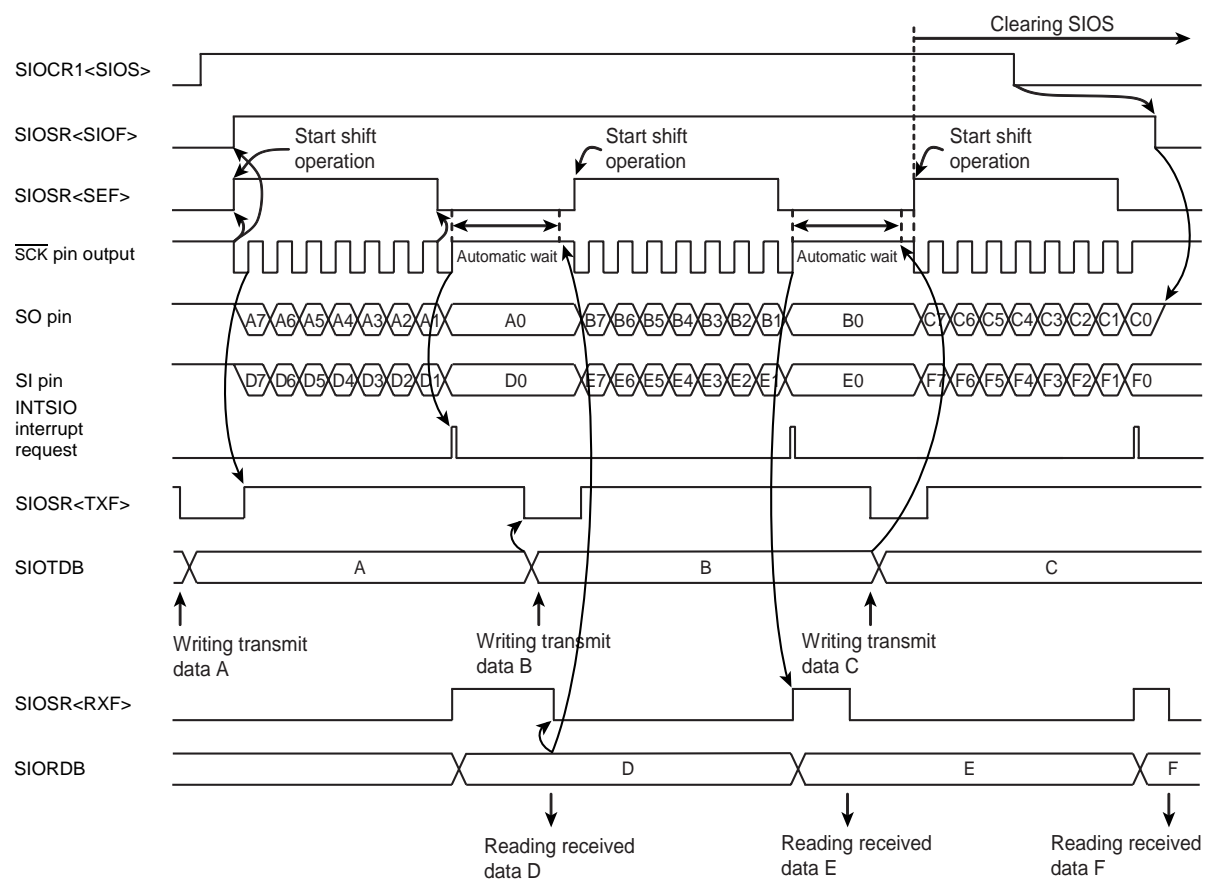 Clearing SIOS
SIOCR1<SIOS>
SIOSR<SIOF>
Start shift
operation
Start shift
operation
Start shift
operation
SIOSR<SEF>
SCK pin output
Automatic wait
Automatic wait
SO pin
A7 A6 A5 A4 A3 A2 A1 A0 B7 B6 B5 B4 B3 B2 B1 B0 C7 C6 C5 C4 C3 C2 C1 C0
SI pin
D7 D6 D5 D4 D3 D2 D1 D0 E7 E6 E5 E4 E3 E2 E1 E0 F7 F6 F5 F4 F3 F2 F1 F0
INTSIO
interrupt
request
SIOSR<TXF>
SIOTDB
A B C
Writing transmit
data A
Writing transmit
data B
Writing transmit
data C
SIOSR<RXF>
SIORDB
D E F
Reading received
data D
Reading received
data E
Reading received
data F